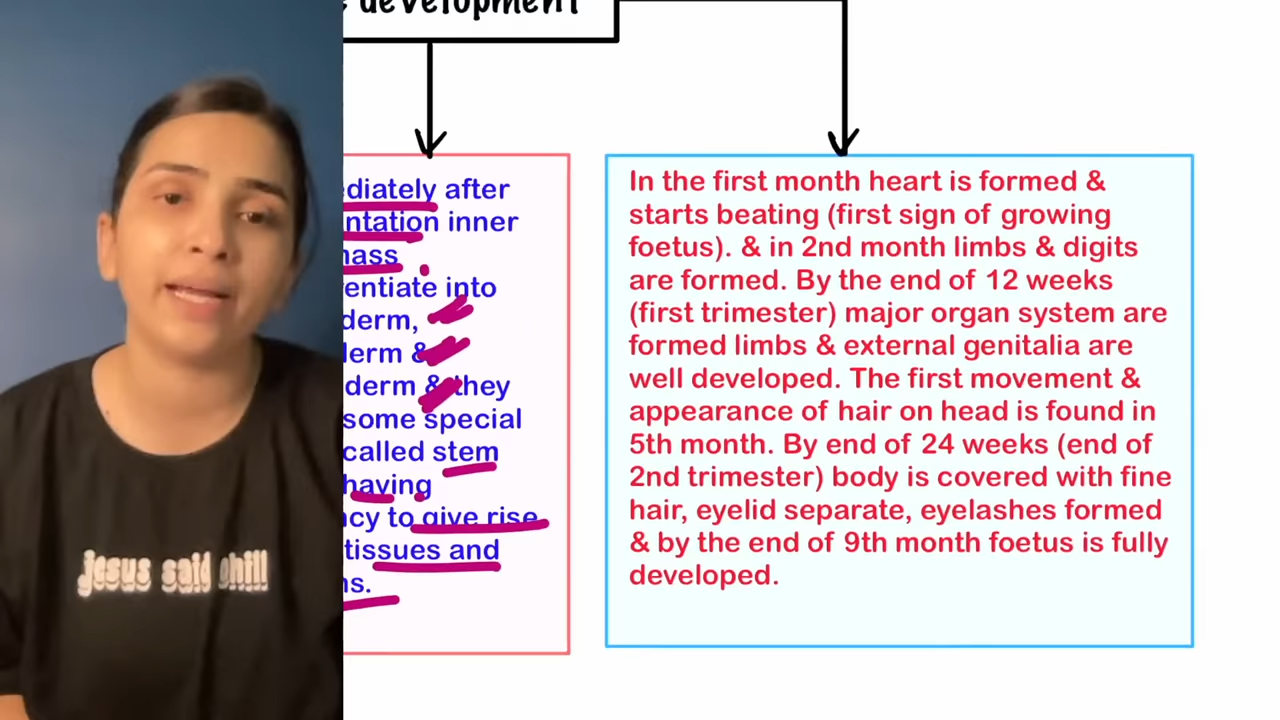 development
ediately after
ntation inner
mass
entiate into
derm,
derm &
derm & they
some special
called stem
having
ncy to give rise
tissues and
ns.
In the first month heart is formed &
starts beating (first sign of growing
foetus). & in 2nd month limbs & digits
are formed. By the end of 12 weeks
(first trimester) major organ system are
formed limbs & external genitalia are
well developed. The first movement &
appearance of hair on head is found in
5th month. By end of 24 weeks (end of
2nd trimester) body is covered with fine
hair, eyelid separate, eyelashes formed
& by the end of 9th month foetus is fully
developed.
jesus said chill